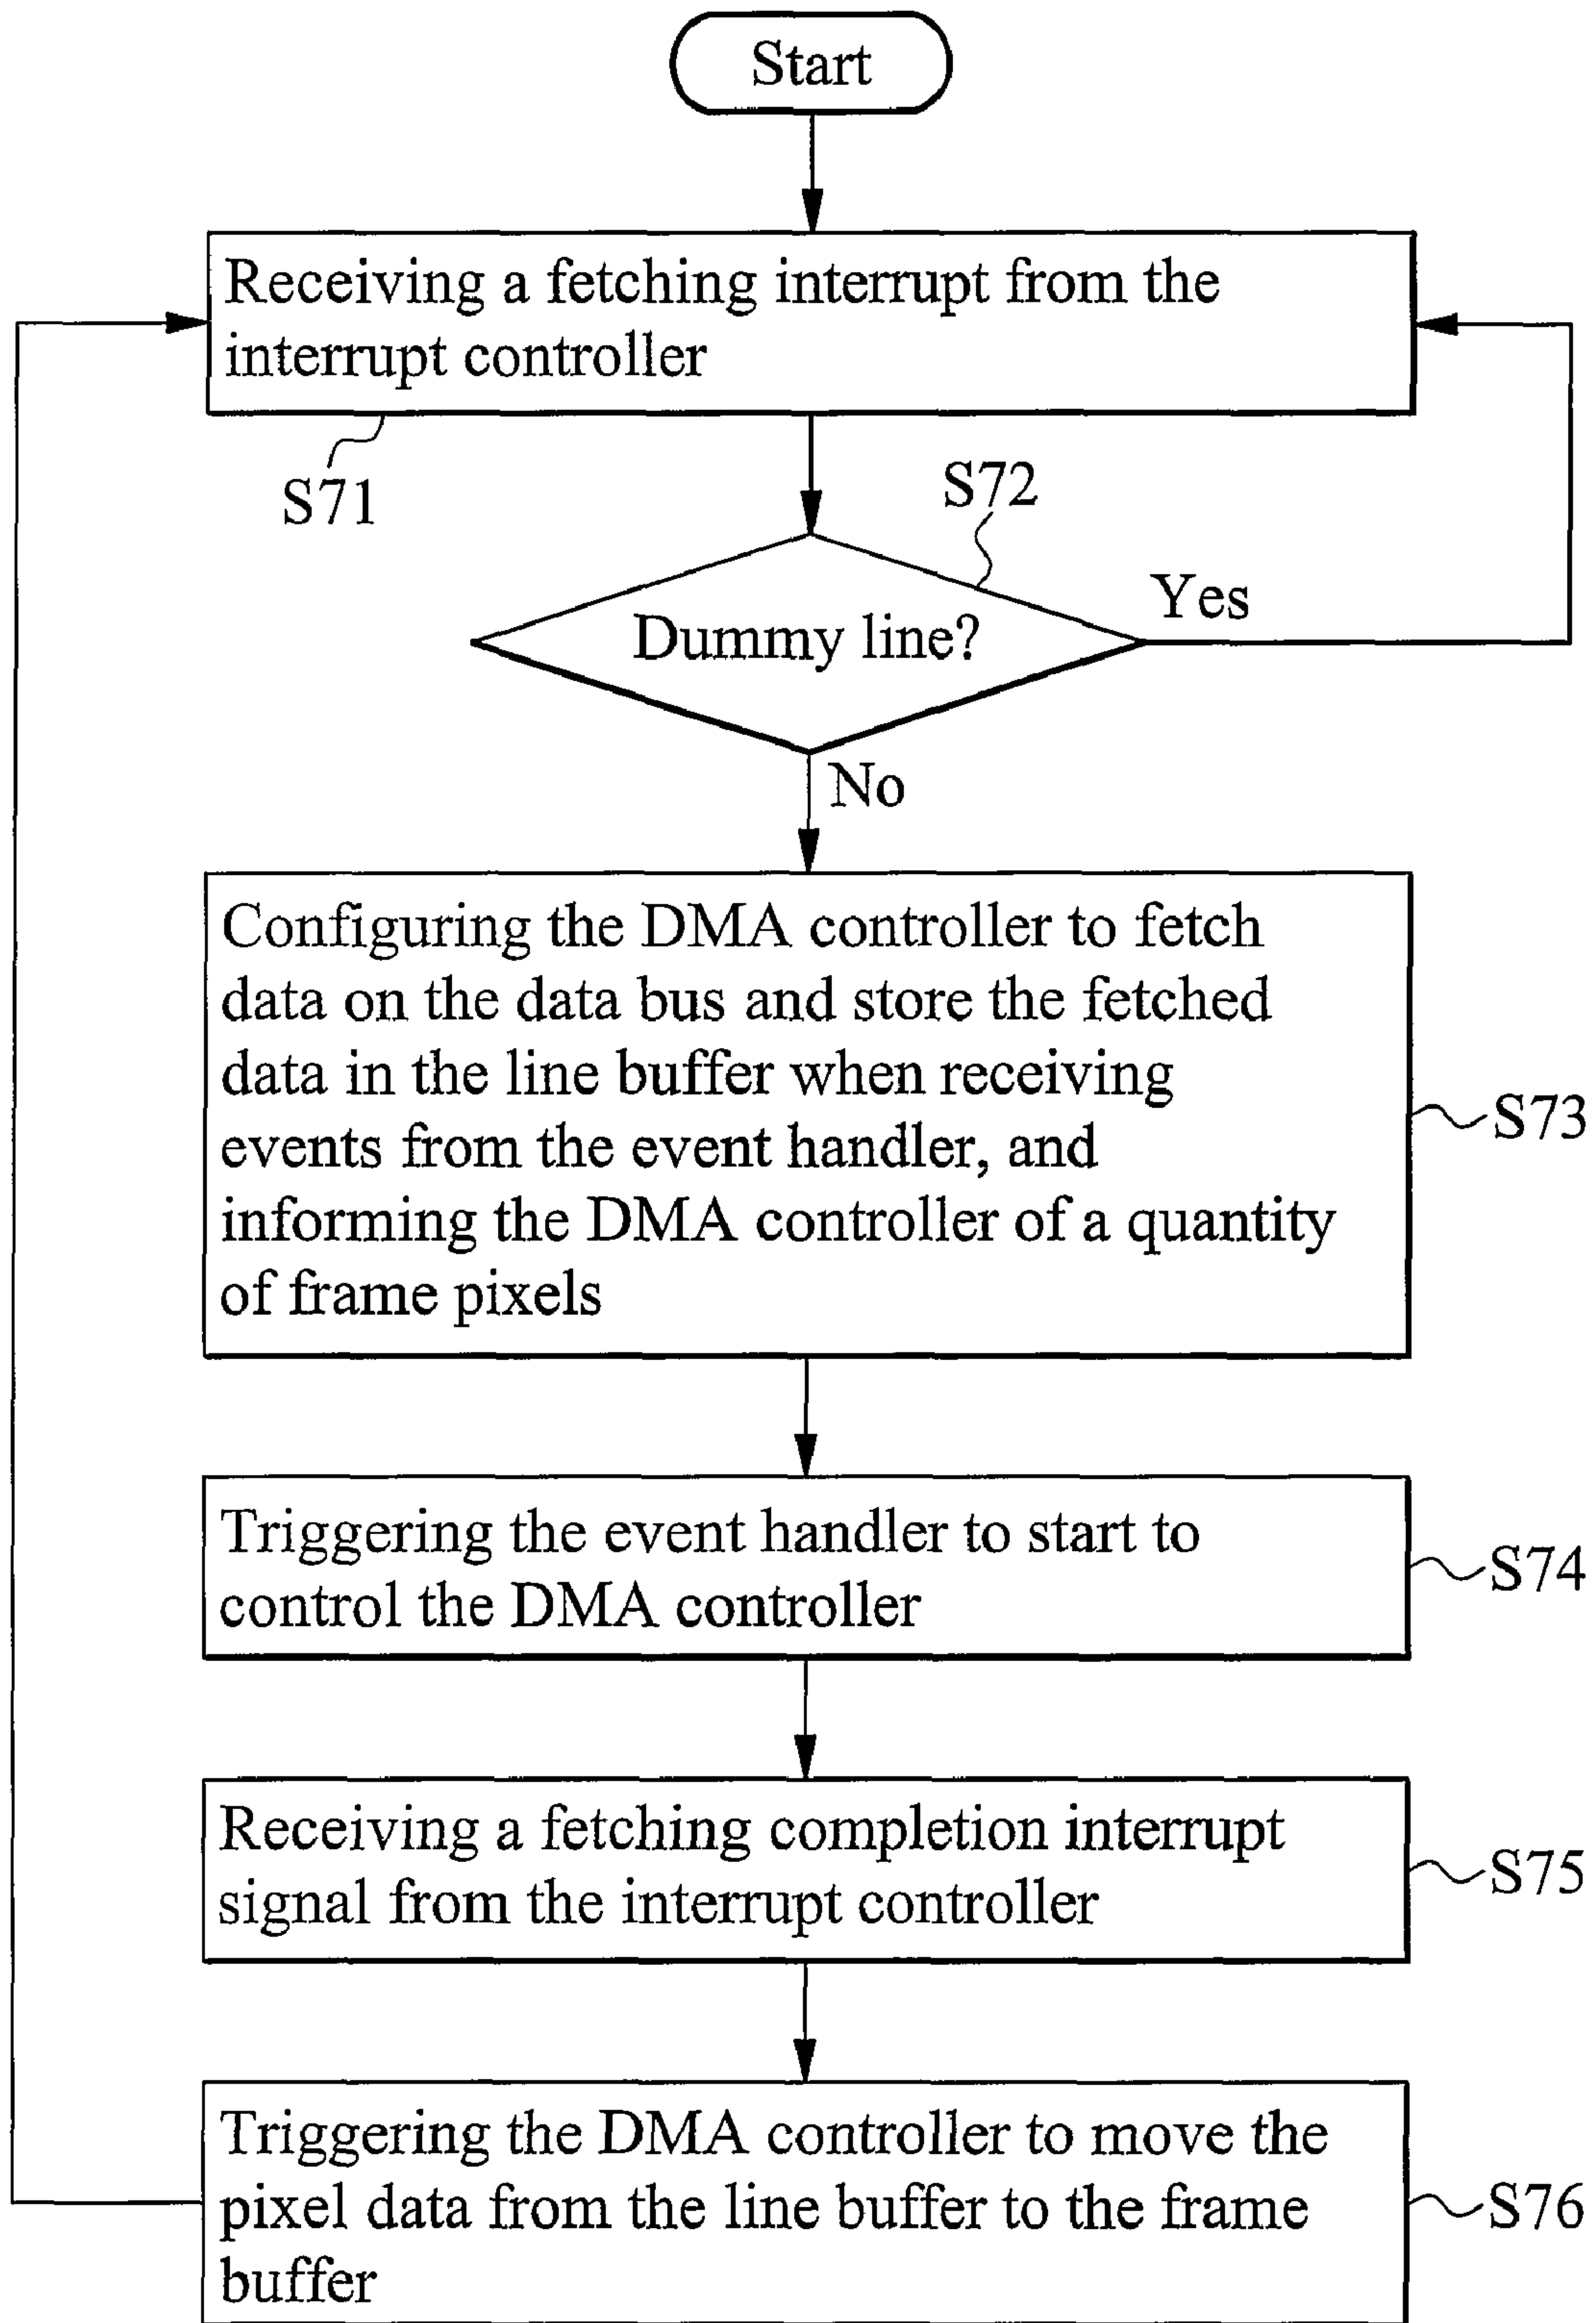 Start
Receiving a fetching interrupt from the
interrupt controller
S71
S72
Dummy line?
Yes
No
Configuring the DMA controller to fetch
data on the data bus and store the fetched
data in the line buffer when receiving
events from the event handler, and
informing the DMA controller of a quantity
of frame pixels
S73
Triggering the event handler to start to
control the DMA controller
S74
Receiving a fetching completion interrupt
signal from the interrupt controller
S75
Triggering the DMA controller to move the
pixel data from the line buffer to the frame
buffer
S76